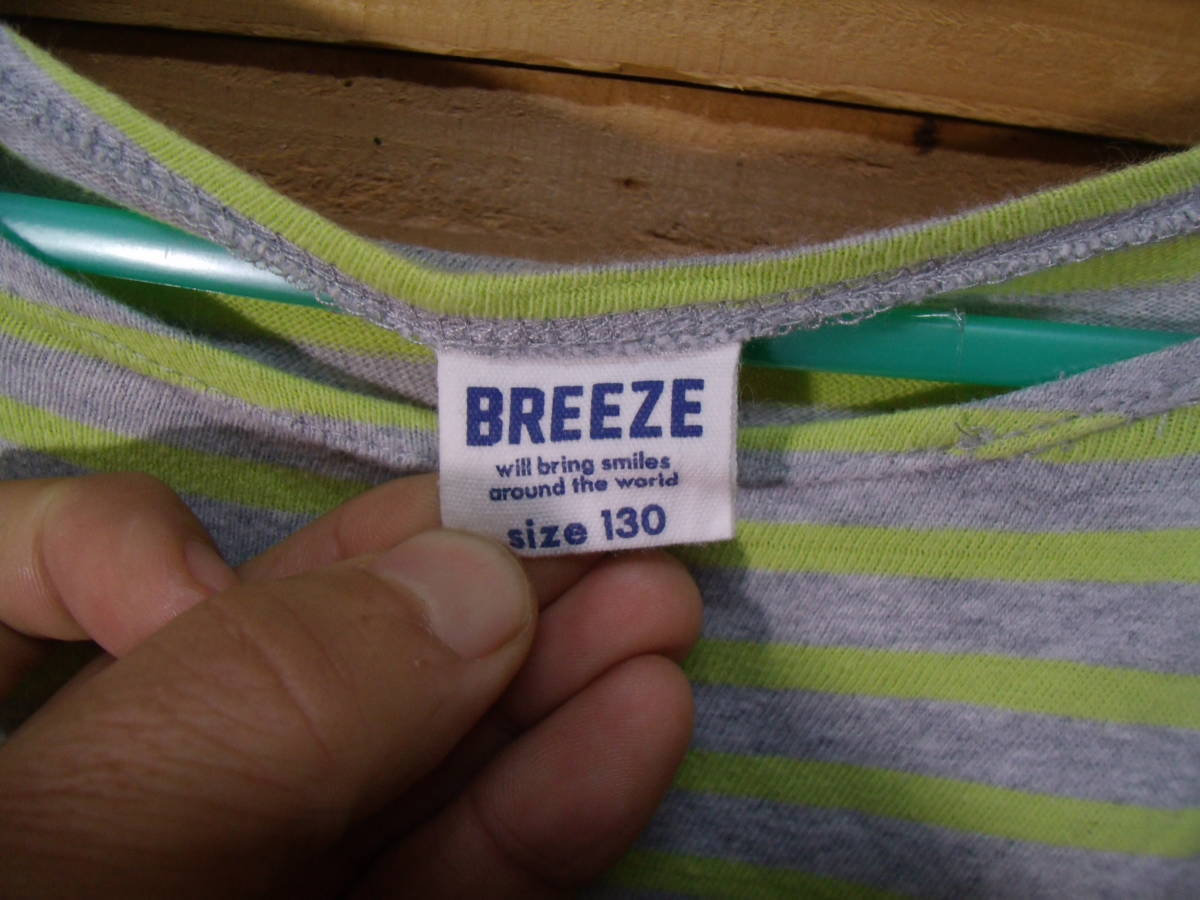 BREEZE
will bring smiles
around the world
size 130